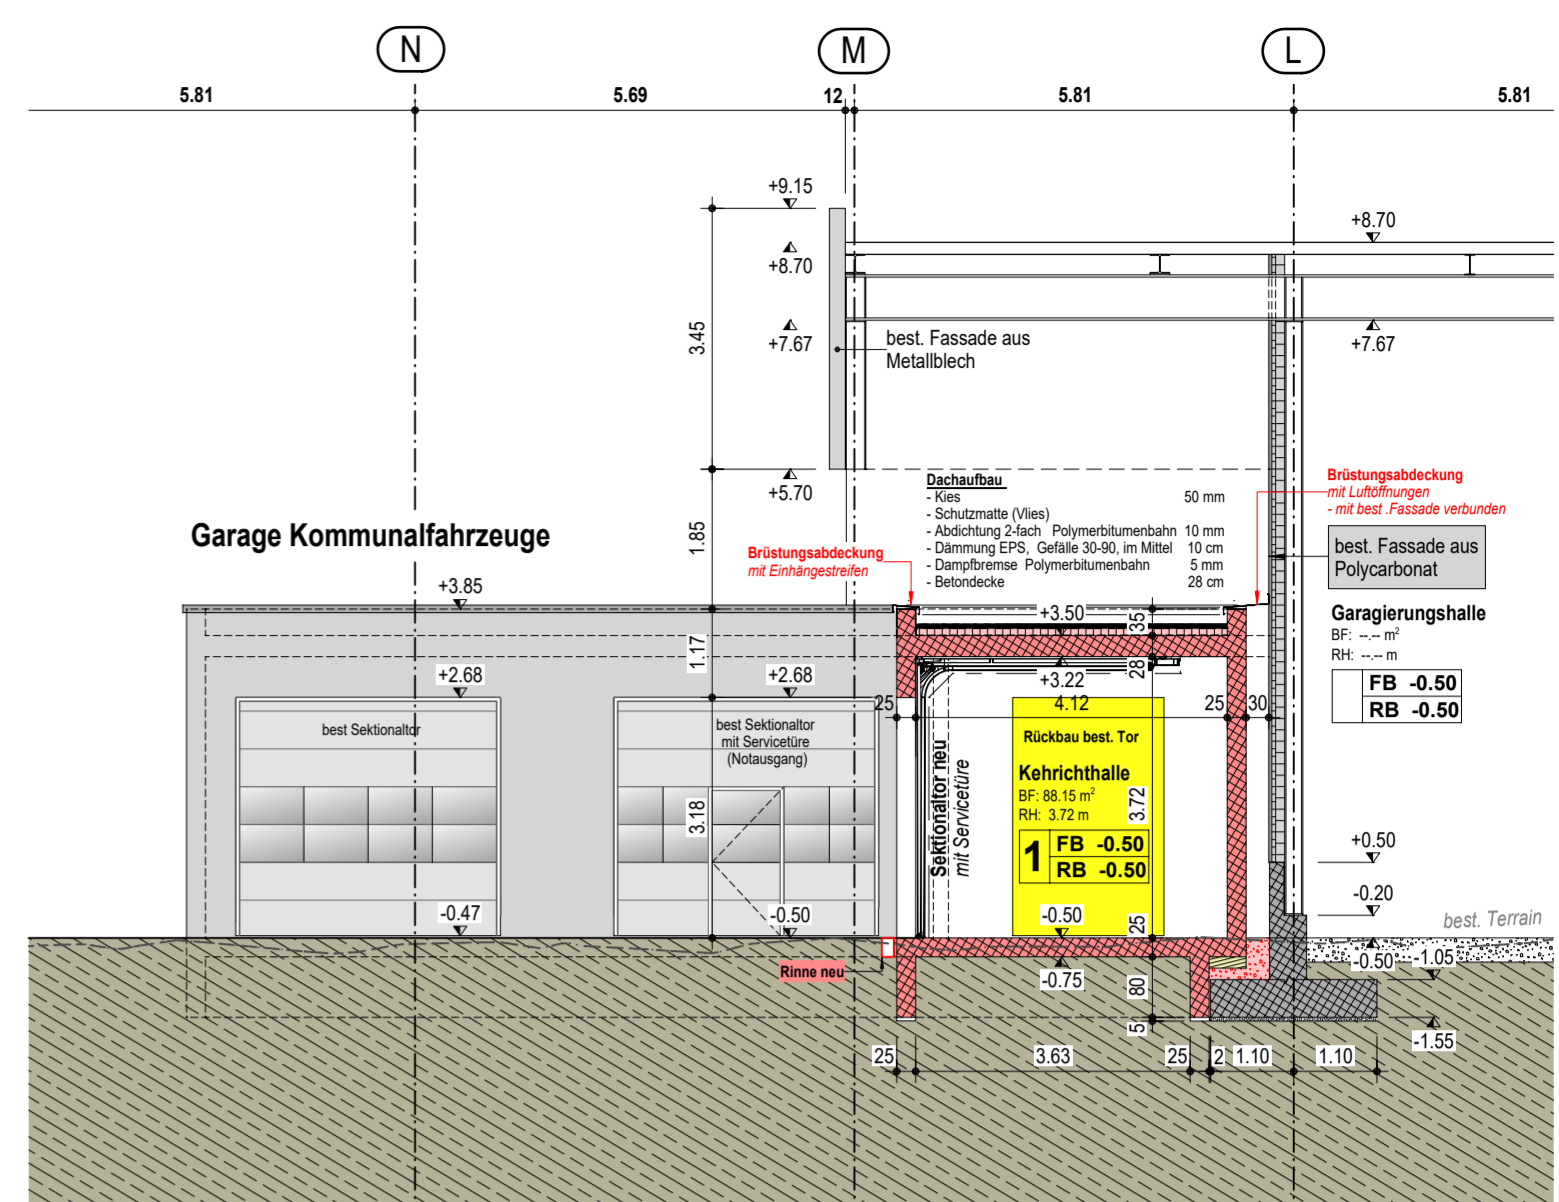 N
M
L
5.81
5.69
12
5.81
5.81
+9.15
+8.70
+8.70
+7.67
+7.67
3.45
best. Fassade aus
Metallblech
+5.70
1.85
Dachaufbau
- Kies 50 mm
- Schutzmatte (Vlies)
- Abdichtung 2-fach Polymerbitumenbahn 10 mm
- Dämmung EPS, Gefälle 30-90, im Mittel 10 cm
- Dampfbremse Polymerbitumenbahn 5 mm
- Betondecke 28 cm
Brüstungsabdeckung
mit Luftöffnungen
- mit best .Fassade verbunden
best. Fassade aus
Polycarbonat
Garage Kommunalfahrzeuge
Brüstungsabdeckung
mit Einhängestreifen
+3.85
+3.50
35
Garagierungshalle
BF: --.-- m²
RH: --.-- m
FB -0.50
RB -0.50
1.17
28
+2.68
+2.68
+3.22
25
4.12
25
30
best Sektionaltor
best Sektionaltor
mit Servicetüre
(Notausgang)
Rückbau best. Tor
Kehrichthalle
BF: 88.15 m²
RH: 3.72 m
3.72
1
FB -0.50
RB -0.50
Sektionaltor neu
mit Servicetüre
3.18
+0.50
-0.20
-0.47
-0.50
-0.50
25
best. Terrain
-0.50
-1.05
Rinne neu
-0.75
80
5
-1.55
25
3.63
25
2
1.10
1.10